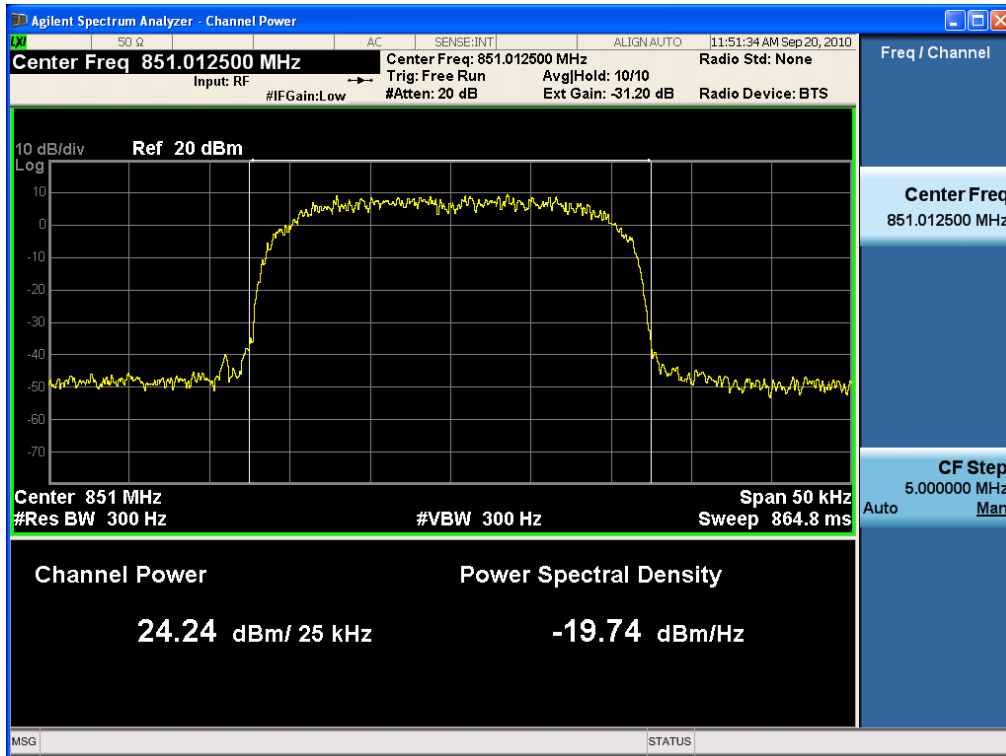 Agilent Spectrum Analyzer - Channel Power
LXI 50 Ω AC SENSE:INT ALIGN AUTO 11:51:34 AM Sep 20, 2010
Center Freq 851.012500 MHz
Input: RF
#IFGain:Low
Center Freq: 851.012500 MHz
Trig: Free Run Avg|Hold: 10/10
#Atten: 20 dB Ext Gain: -31.20 dB
Radio Std: None
Radio Device: BTS
10 dB/div Ref 20 dBm
Log
10
0
-10
-20
-30
-40
-50
-60
-70
Center 851 MHz Span 50 kHz
#Res BW 300 Hz #VBW 300 Hz Sweep 864.8 ms
Channel Power Power Spectral Density
24.24 dBm/ 25 kHz -19.74 dBm/Hz
MSG STATUS
Freq / Channel
Center Freq
851.012500 MHz
CF Step
5.000000 MHz
Auto Man